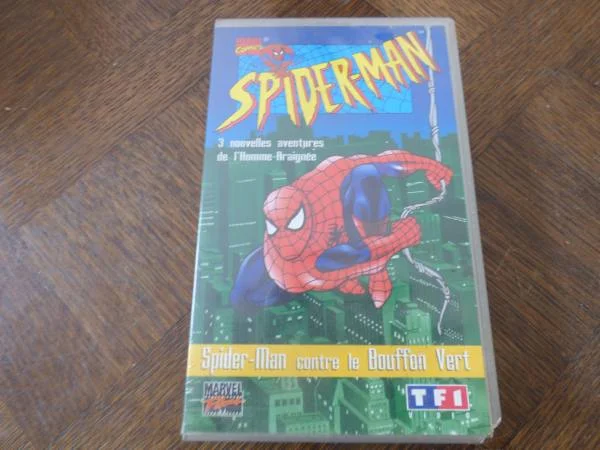 MARVEL
COMICS
SPIDER-MAN
3 nouvelles aventures
de l'Homme-Araignée
Spider-Man contre le Bouffon Vert
MARVEL
TF1